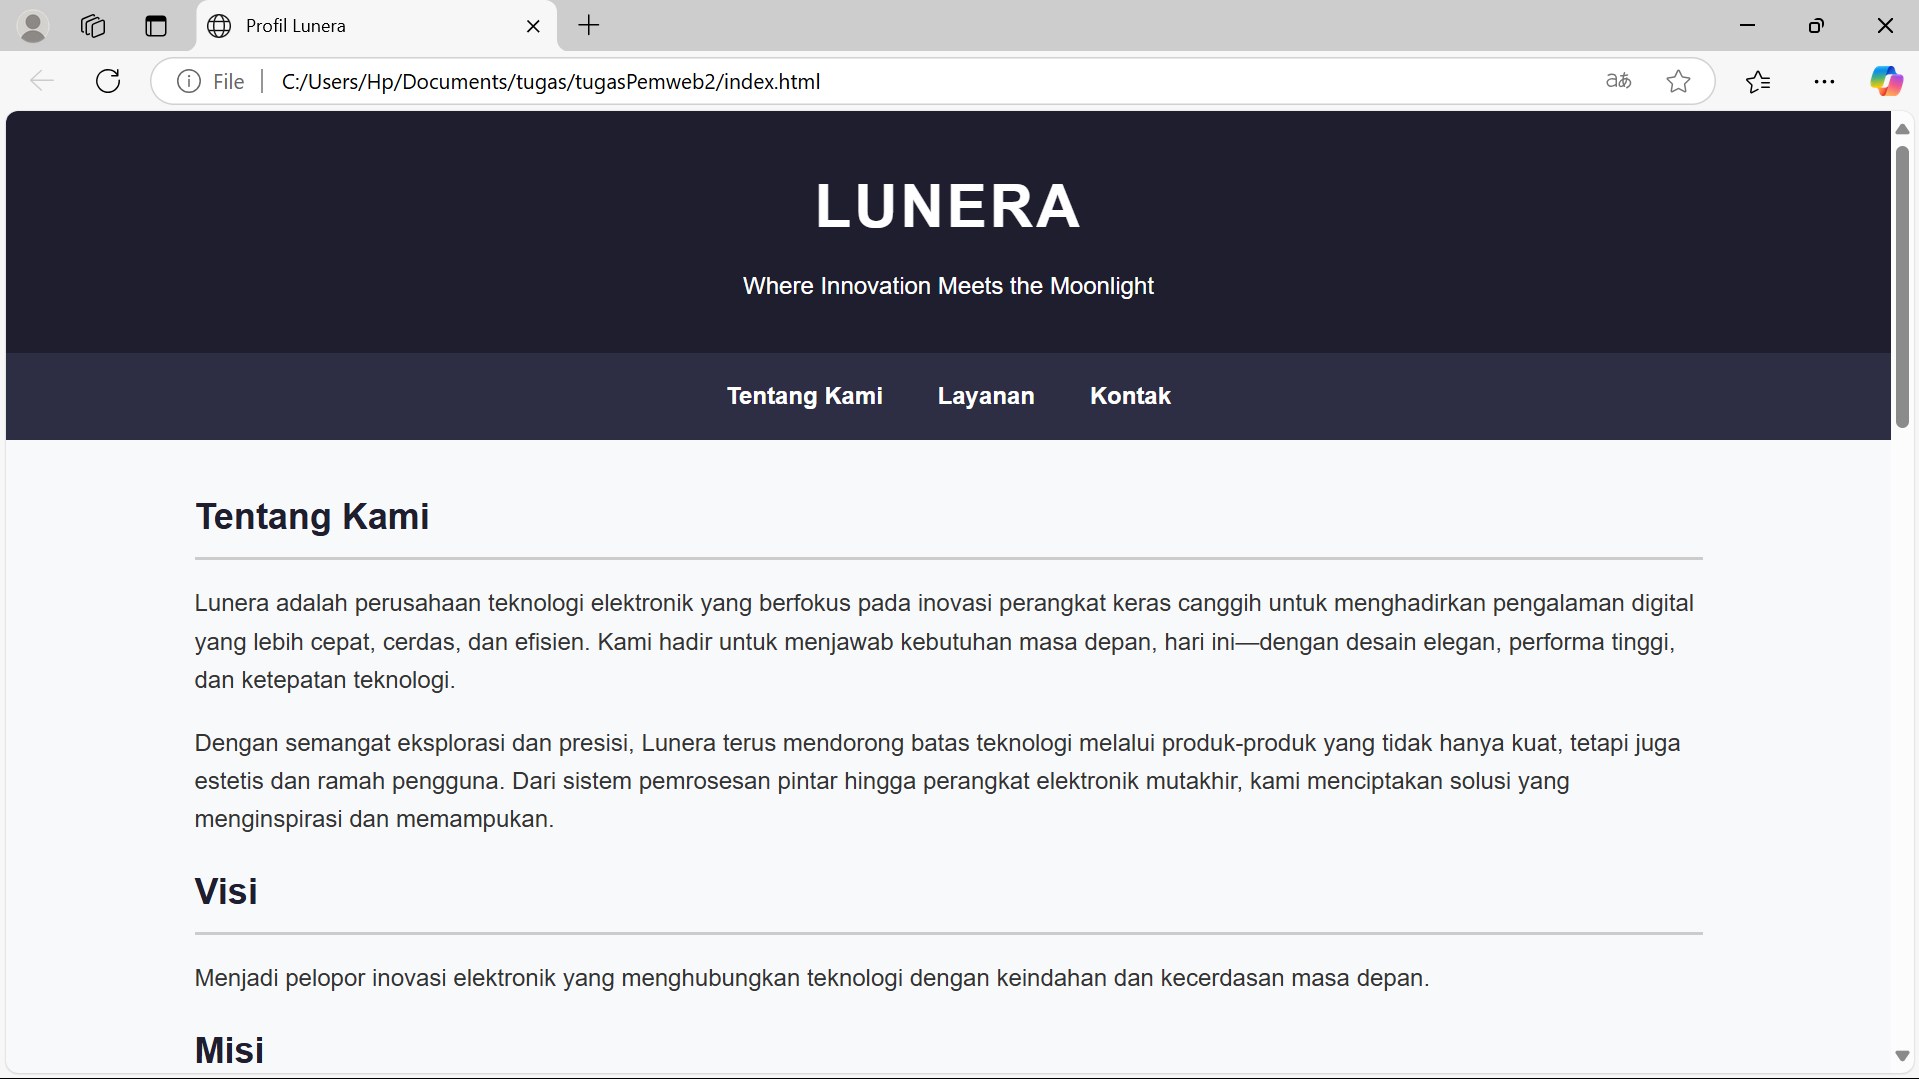 Profil Lunera
File
C:/Users/Hp/Documents/tugas/tugasPemweb2/index.html
aあ
LUNERA
Where Innovation Meets the Moonlight
Tentang Kami
Layanan
Kontak
Tentang Kami
Lunera adalah perusahaan teknologi elektronik yang berfokus pada inovasi perangkat keras canggih untuk menghadirkan pengalaman digital
yang lebih cepat, cerdas, dan efisien. Kami hadir untuk menjawab kebutuhan masa depan, hari ini—dengan desain elegan, performa tinggi,
dan ketepatan teknologi.
Dengan semangat eksplorasi dan presisi, Lunera terus mendorong batas teknologi melalui produk-produk yang tidak hanya kuat, tetapi juga
estetis dan ramah pengguna. Dari sistem pemrosesan pintar hingga perangkat elektronik mutakhir, kami menciptakan solusi yang
menginspirasi dan memampukan.
Visi
Menjadi pelopor inovasi elektronik yang menghubungkan teknologi dengan keindahan dan kecerdasan masa depan.
Misi